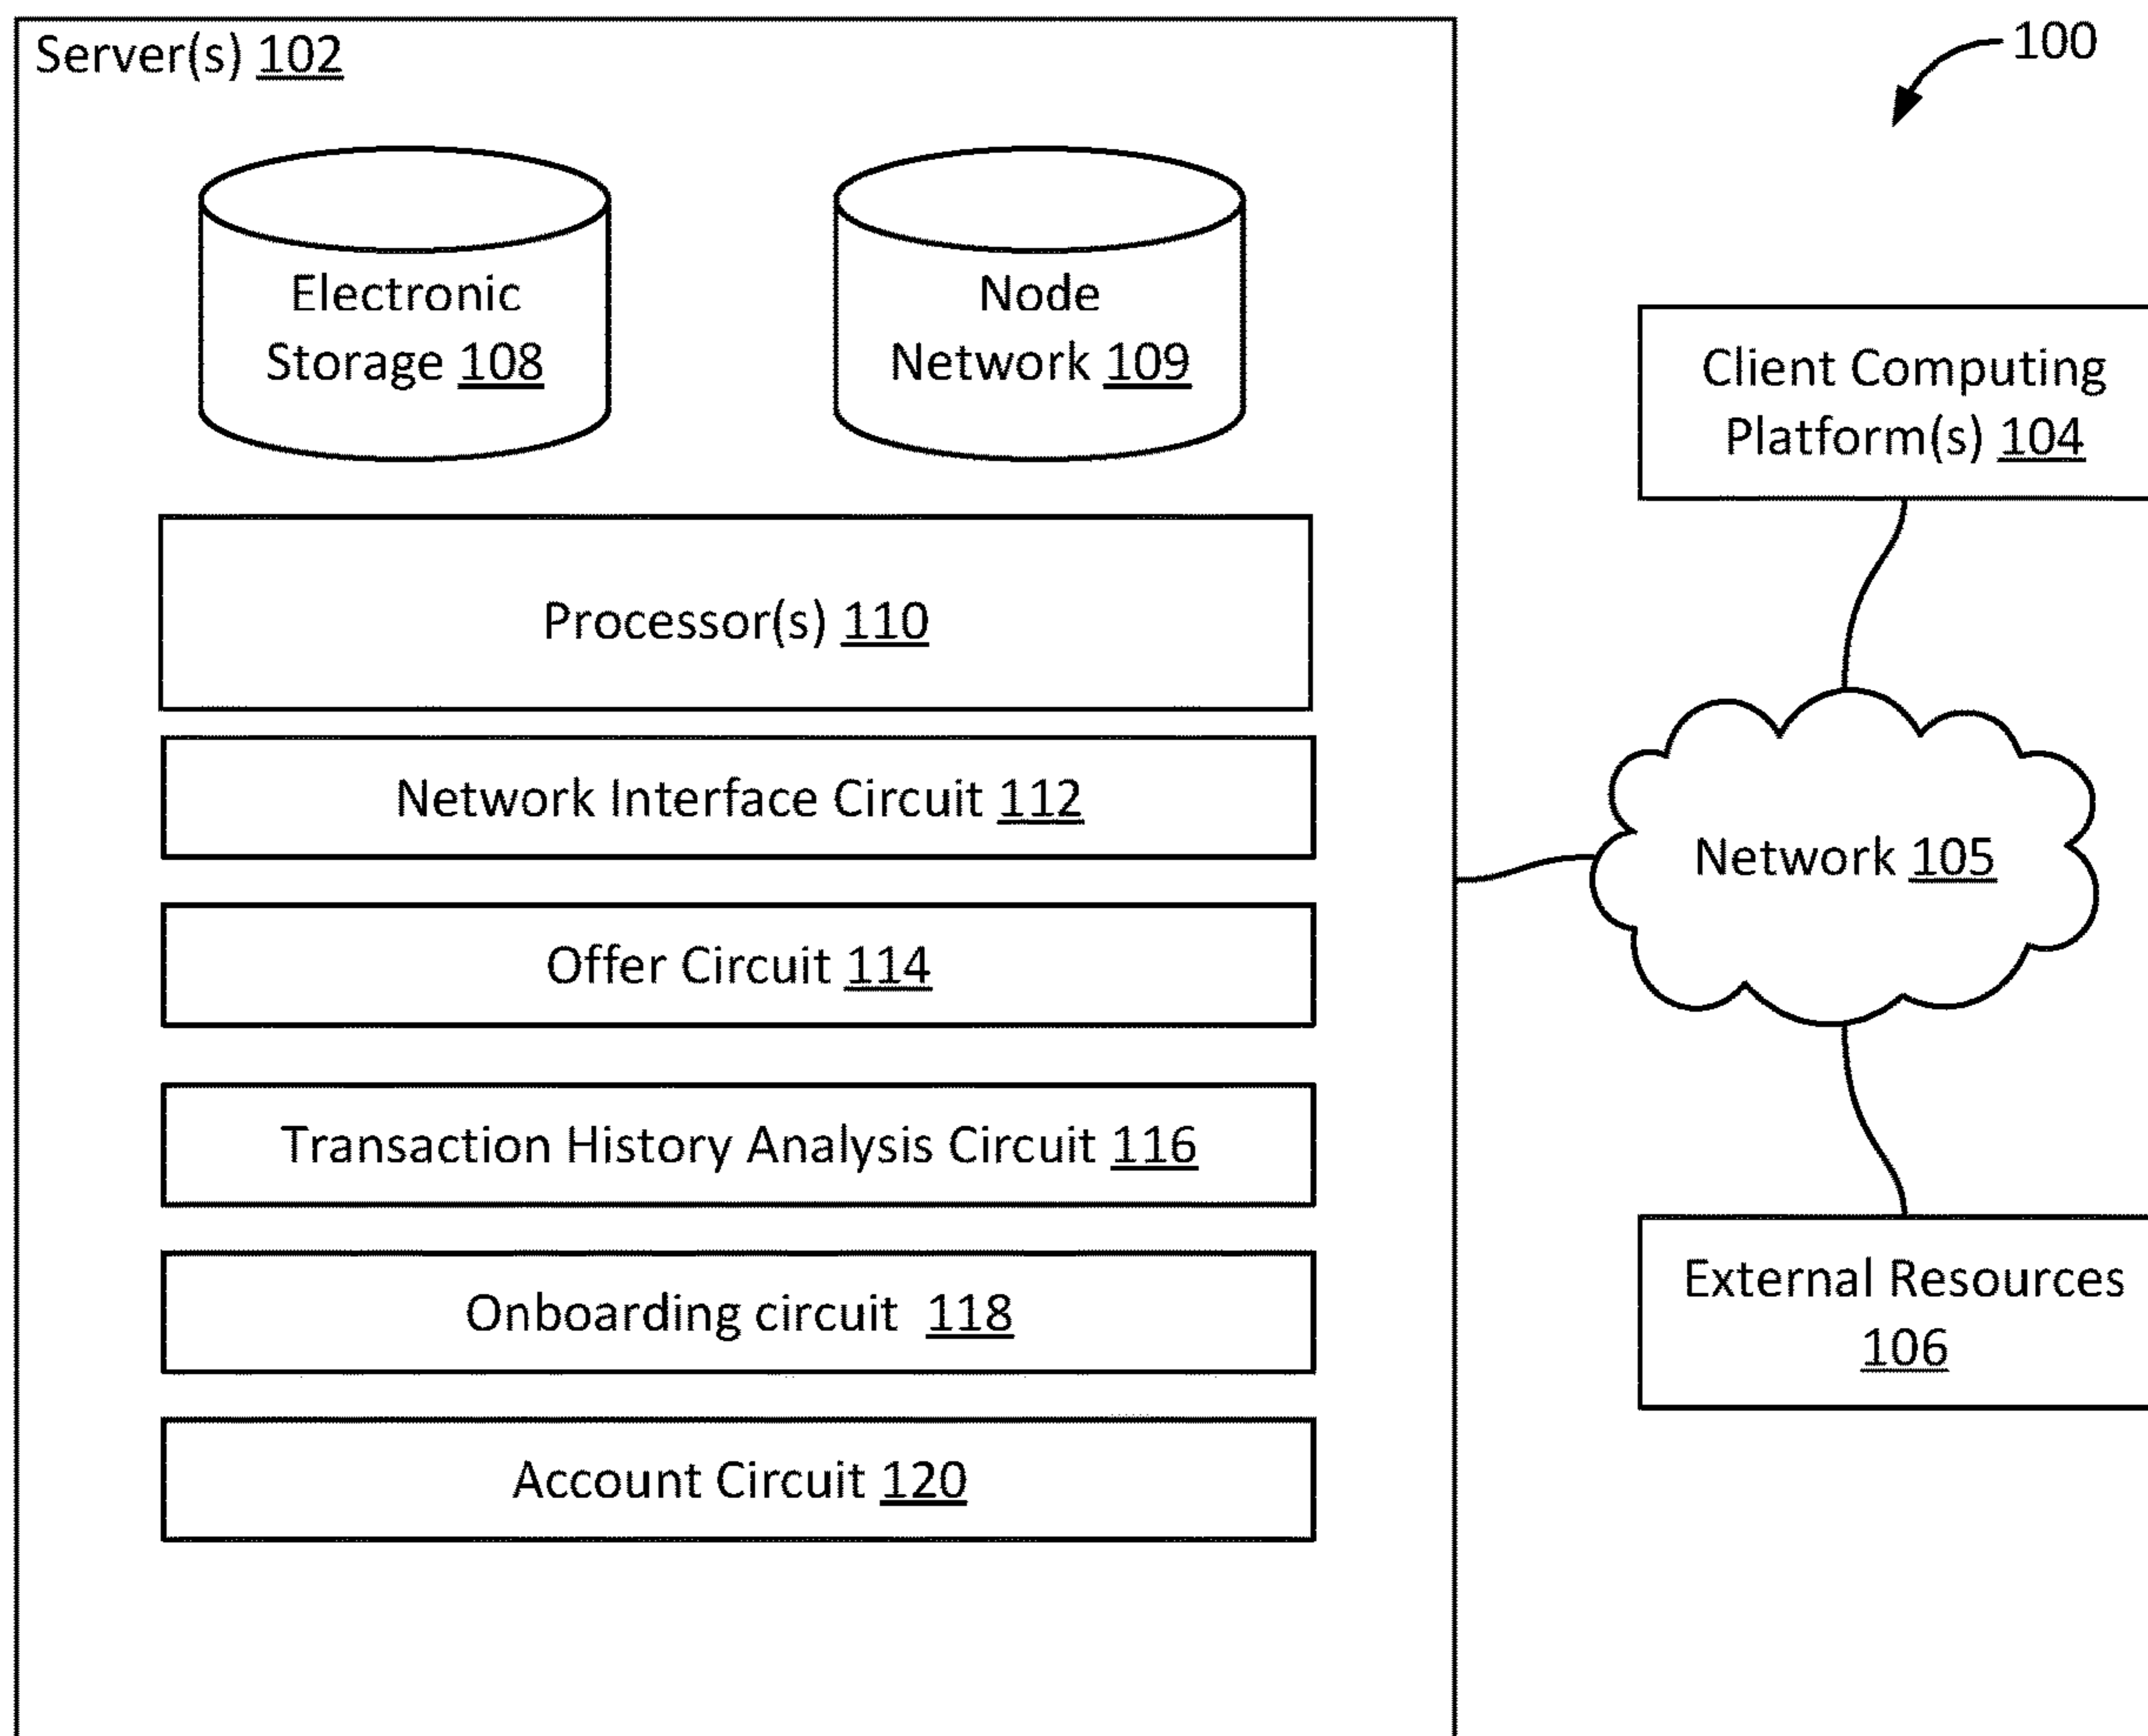 Server(s) 102
100
Electronic
Storage 108
Node
Network 109
Client Computing
Platform(s) 104
Processor(s) 110
Network Interface Circuit 112
Network 105
Offer Circuit 114
Transaction History Analysis Circuit 116
Onboarding circuit 118
External Resources
106
Account Circuit 120